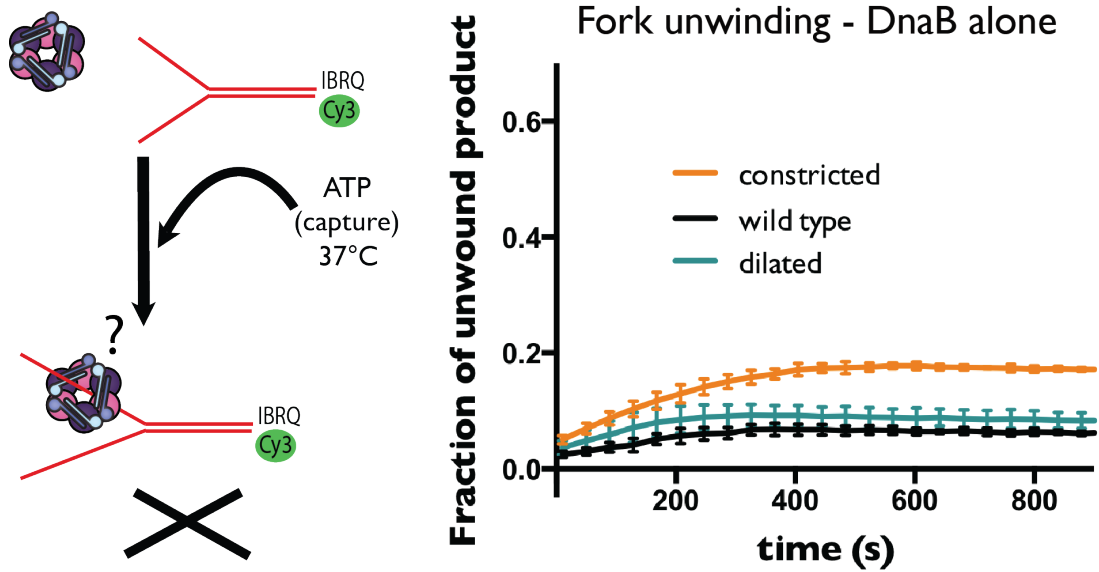 IBRQ
Cy3
ATP
(capture)
37°C
?
IBRQ
Cy3
Fork unwinding - DnaB alone
Fraction of unwound product
0.6
0.4
0.2
0.0
constricted
wild type
dilated
200
400
600
800
time (s)